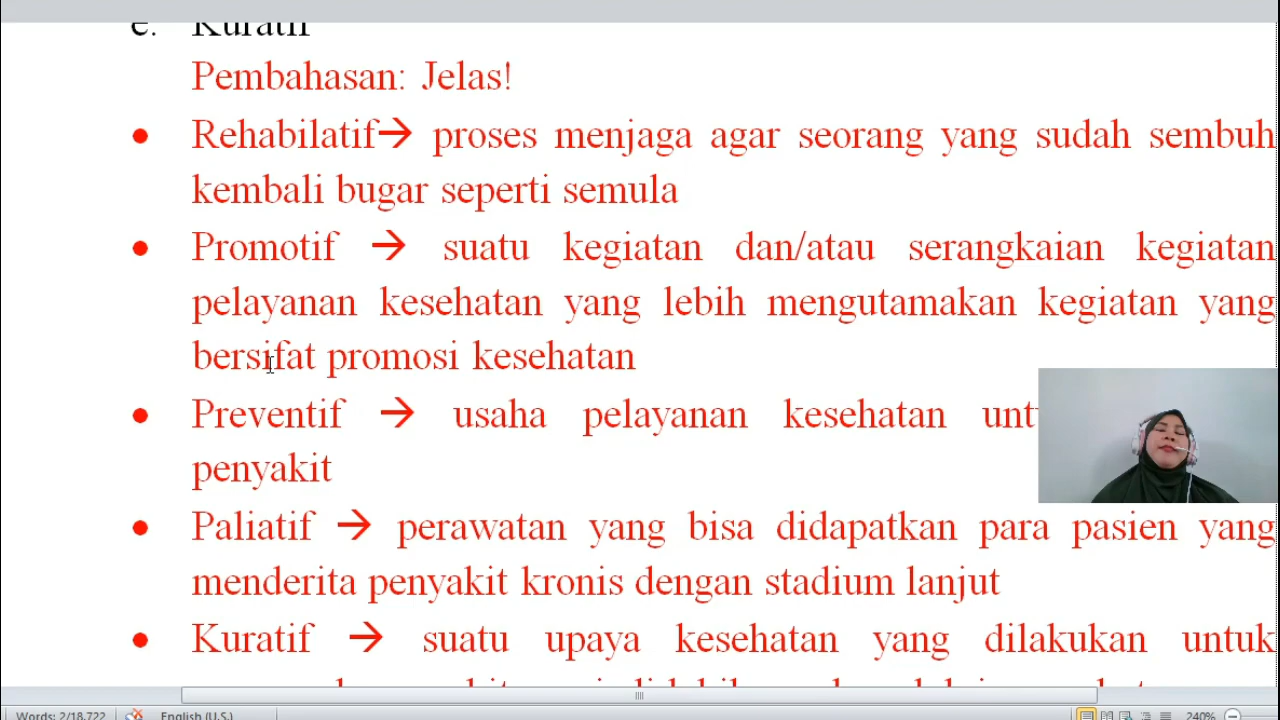 e. Kuratif
Pembahasan: Jelas!
• Rehabilatif→ proses menjaga agar seorang yang sudah sembuh
kembali bugar seperti semula
• Promotif → suatu kegiatan dan/atau serangkaian kegiatan
pelayanan kesehatan yang lebih mengutamakan kegiatan yang
bersifat promosi kesehatan
• Preventif → usaha pelayanan kesehatan
penyakit
• Paliatif → perawatan yang bisa didapatkan para pasien yang
menderita penyakit kronis dengan stadium lanjut
• Kuratif → suatu upaya kesehatan yang dilakukan untuk
Words: 2/18,722 English (U.S.) 240%